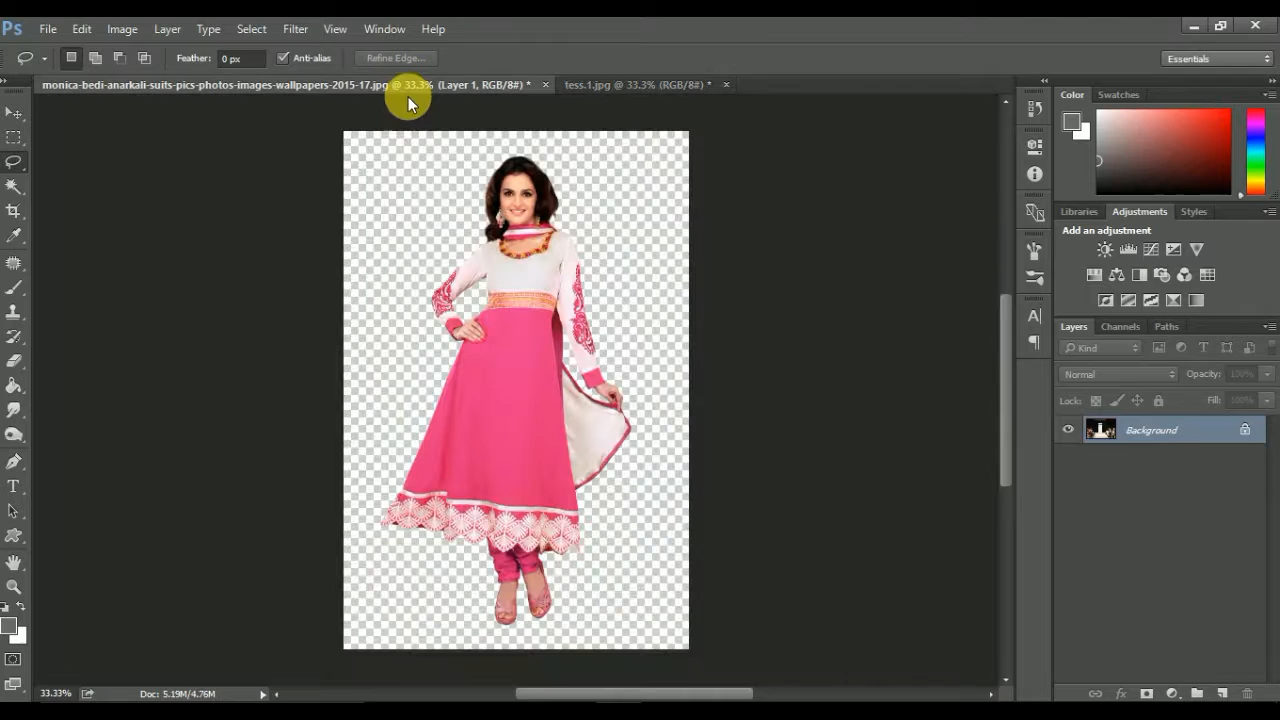 Ps File Edit Image Layer Type Select Filter View Window Help
Feather: 0 px Anti-alias Refine Edge... Essentials
monica-bedi-anarkali-suits-pics-photos-images-wallpapers-2015-17.jpg @ 33.3% (Layer 1, RGB/8#) * × tess.1.jpg @ 33.3% (RGB/8#) * ×
Color Swatches
Libraries Adjustments Styles
Add an adjustment
Layers Channels Paths
Kind
Normal Opacity: 100%
Lock: Fill: 100%
Background
33.33% Doc: 5.19M/4.76M